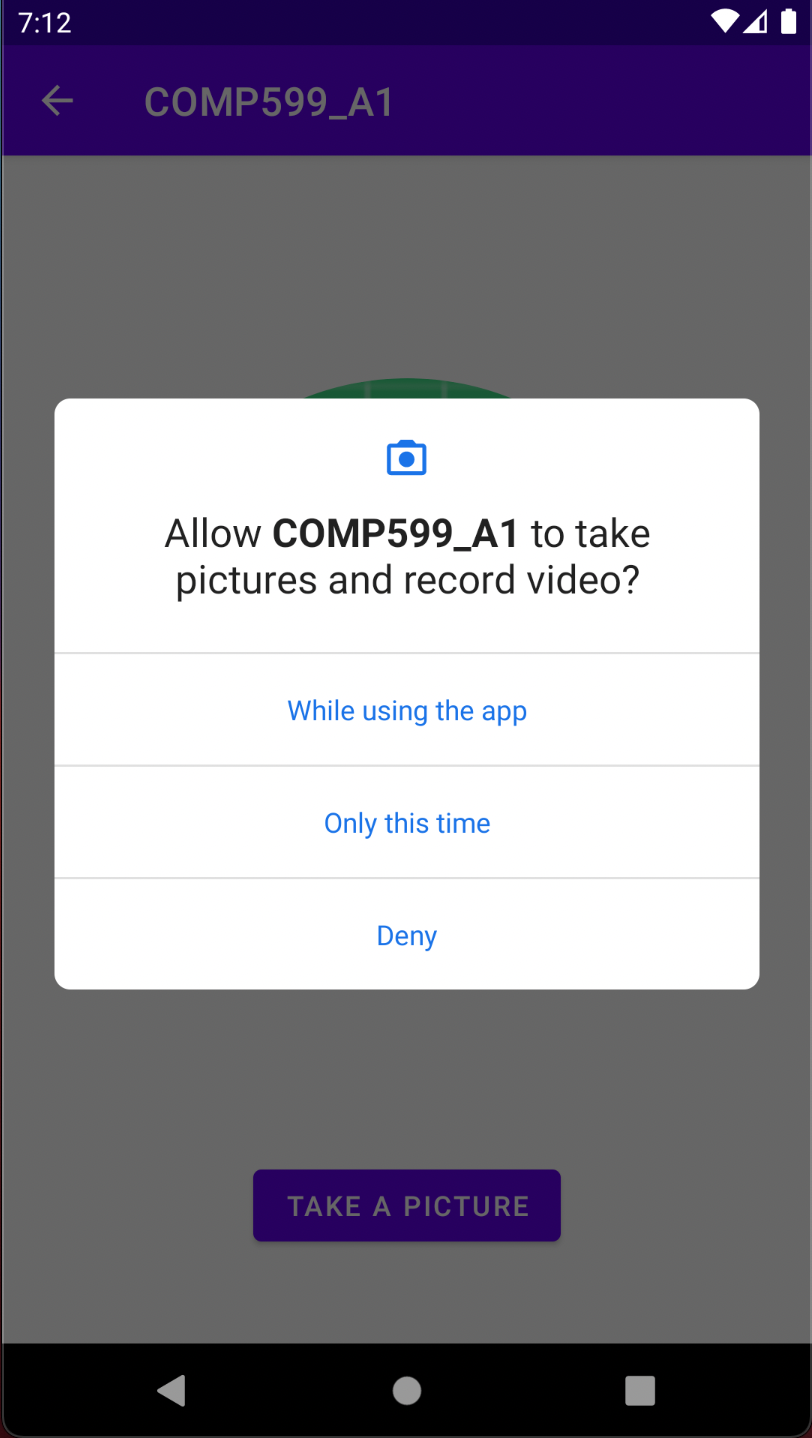 7:12
COMP599_A1
Allow COMP599_A1 to take
pictures and record video?
While using the app
Only this time
Deny
TAKE A PICTURE